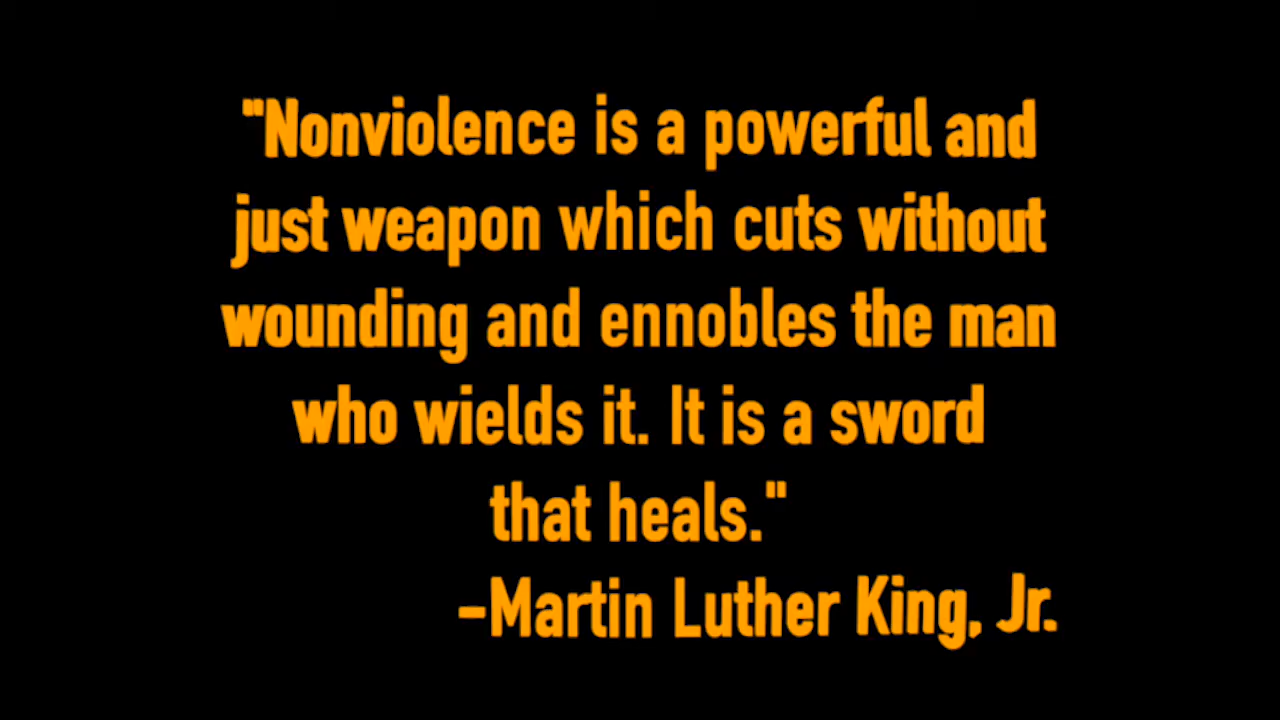 "Nonviolence is a powerful and
just weapon which cuts without
wounding and ennobles the man
who wields it. It is a sword
that heals."
-Martin Luther King, Jr.